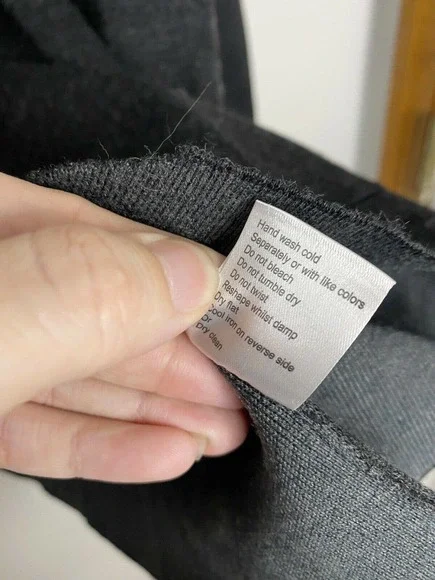 Hand wash cold
Separately or with like colors
Do not bleach
Do not tumble dry
Do not twist
Reshape whilst damp
Dry flat
Cool iron on reverse side
Or
Dry clean